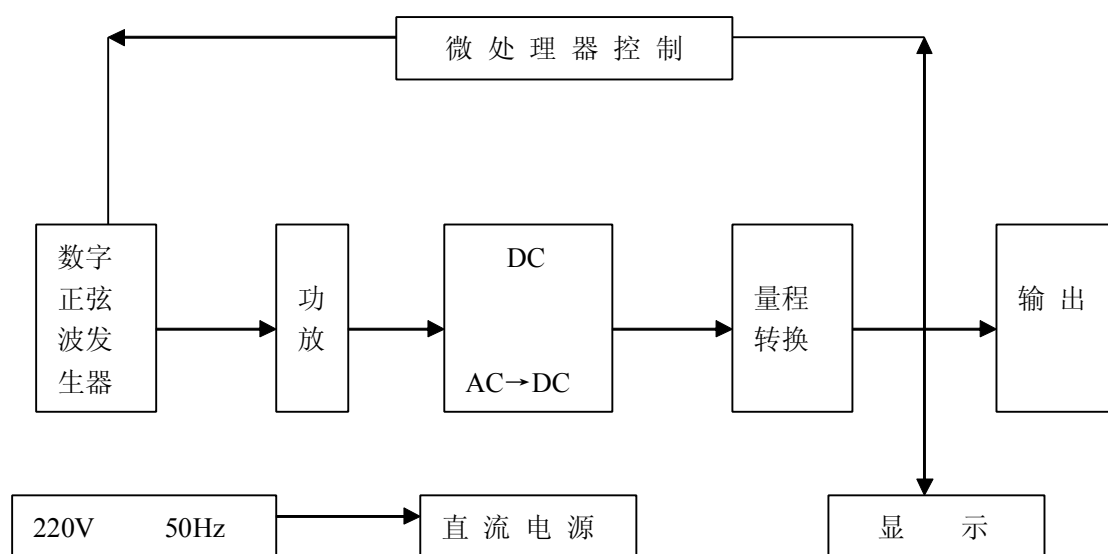 微 处 理 器 控 制
数字
正弦
波发
生器
功
放
DC
AC→DC
量程
转换
输 出
220V 50Hz
直 流 电 源
显 示